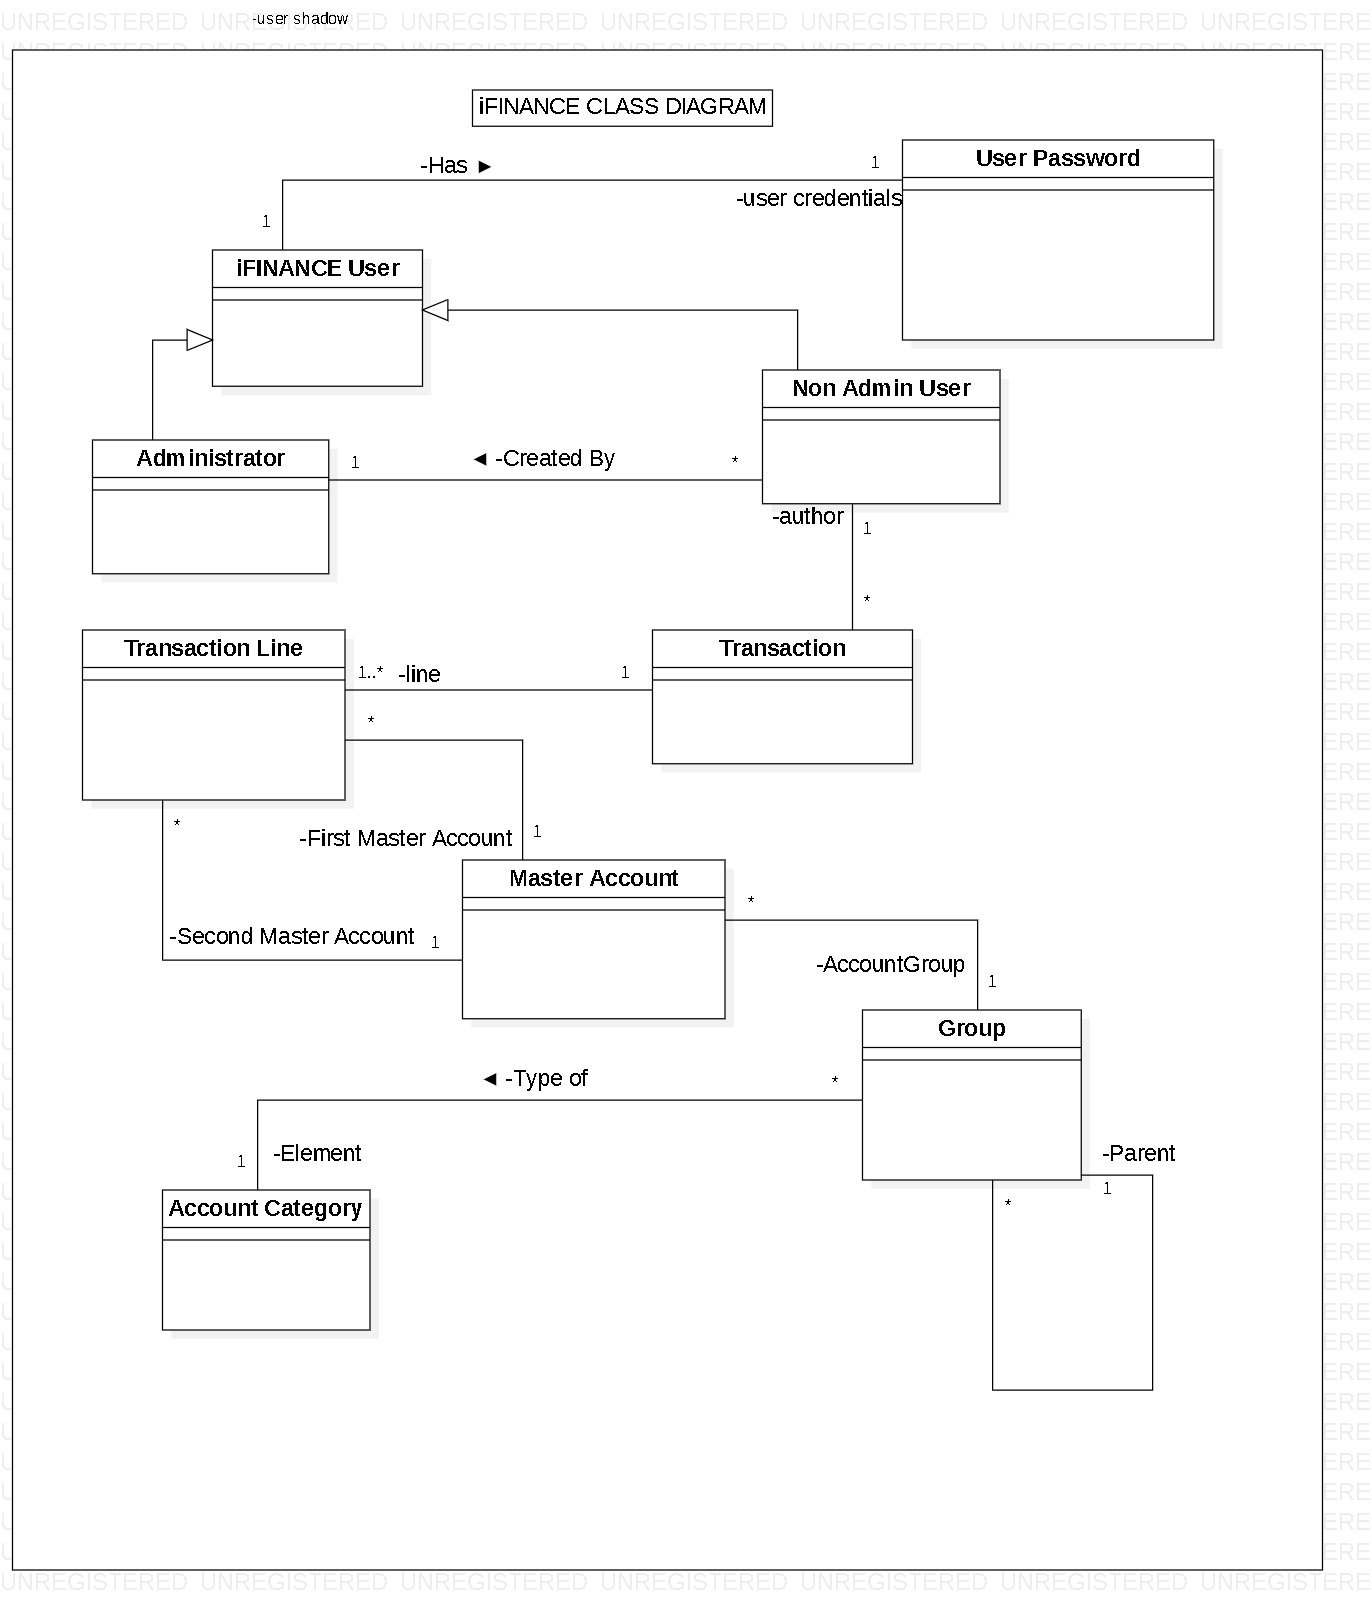 -user shadow
UNREGISTERED UNREGISTERED UNREGISTERED UNREGISTERED UNREGISTERED UNREGISTERED UNREGISTERED
iFINANCE CLASS DIAGRAM
-Has ►
1
User Password
-user credentials
1
iFINANCE User
Non Admin User
Administrator
1
◄ -Created By
*
-author
1
*
Transaction Line
Transaction
1..*
-line
1
*
*
-First Master Account
1
Master Account
*
-Second Master Account
1
-AccountGroup
1
Group
◄ -Type of
*
-Element
1
-Parent
1
*
Account Category
UNREGISTERED UNREGISTERED UNREGISTERED UNREGISTERED UNREGISTERED UNREGISTERED UNREGISTERED